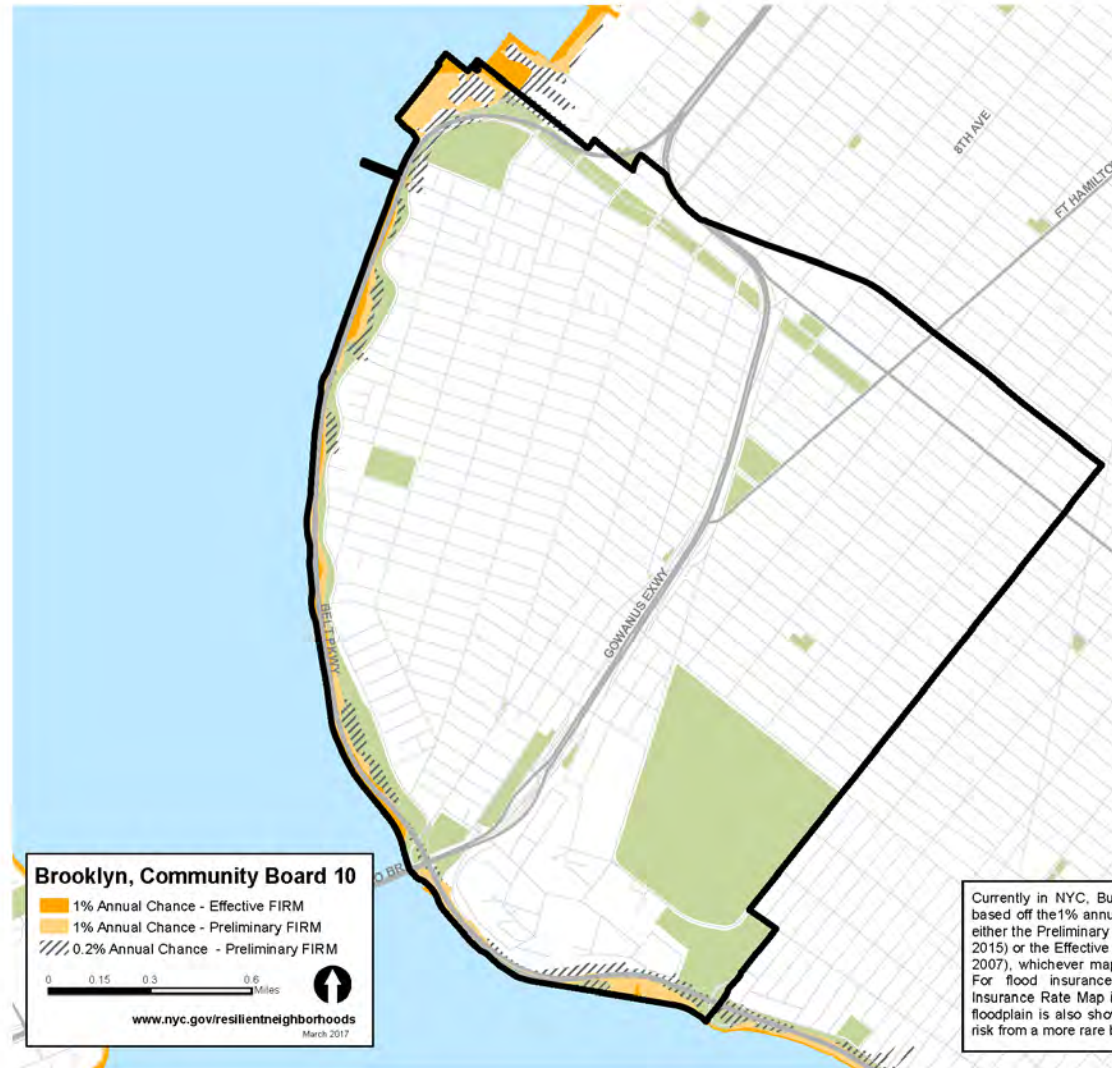 8TH AVE
FT HAMILTO
GOWANUS EXWY
BELT PKWY
O BR
Brooklyn, Community Board 10
1% Annual Chance - Effective FIRM
1% Annual Chance - Preliminary FIRM
0.2% Annual Chance - Preliminary FIRM
0 0.15 0.3 0.6
Miles
www.nyc.gov/resilientneighborhoods
March 2017
Currently in NYC, Bu
based off the1% annu
either the Preliminary
2015) or the Effective
2007), whichever map
For flood insurance
Insurance Rate Map i
floodplain is also sho
risk from a more rare b